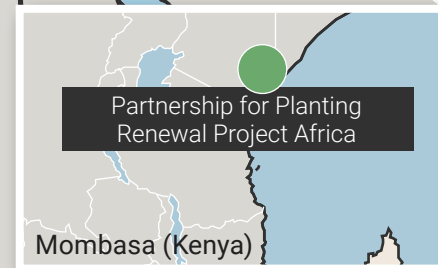 Partnership for Planting
Renewal Project Africa
Mombasa (Kenya)